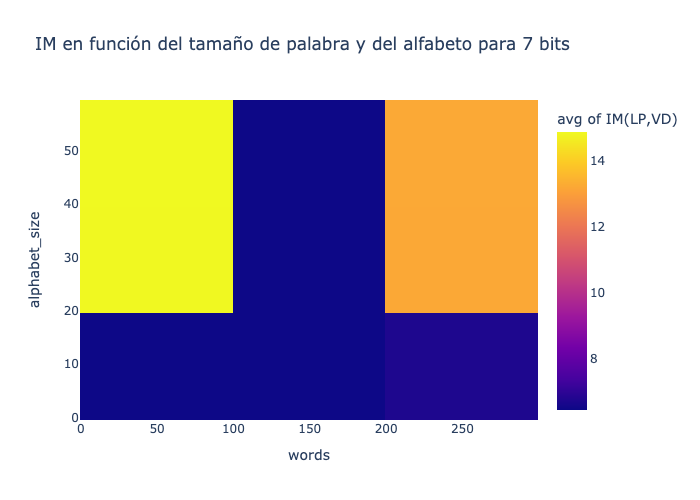 IM en función del tamaño de palabra y del alfabeto para 7 bits
avg of IM(LP,VD)
14
12
10
8
alphabet_size
50
40
30
20
10
0
0 50 100 150 200 250
words